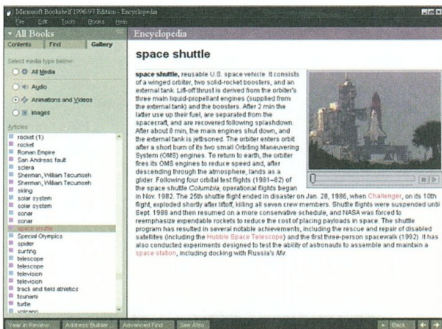 Microsoft Bookshelf 1996-97 Edition - Encyclopedia
File Edit Tools Books Help
All Books
Encyclopedia
Contents Find Gallery
Select media type below:
All Media
Audio
Animations and Videos
Images
Articles
rocket (1)
rocket
Roman Empire
San Andreas fault
sclera
Sherman, William Tecumseh
Sherman, William Tecumseh
skiing
solar system
solar system
sonar
sonar
space shuttle
Special Olympics
spider
surfing
telescope
telescope
television
television
track and field athletics
tsunami
turtle
volcano
space shuttle
space shuttle, reusable U.S. space vehicle. It consists
of a winged orbiter, two solid-rocket boosters, and an
external tank. Lift-off thrust is derived from the orbiter's
three main liquid-propellant engines (supplied from
the external tank) and the boosters. After 2 min the
latter use up their fuel, are separated from the
spacecraft, and are recovered following splashdown.
After about 8 min, the main engines shut down, and
the external tank is jettisoned. The orbiter enters orbit
after a short burn of its two small Orbiting Maneuvering
System (OMS) engines. To return to earth, the orbiter
fires its OMS engines to reduce speed and, after
descending through the atmosphere, lands as a
glider. Following four orbital test flights (1981–82) of
the space shuttle Columbia, operational flights began
in Nov. 1982. The 25th shuttle flight ended in disaster on Jan. 28, 1986, when Challenger, on its 10th
flight, exploded shortly after liftoff, killing all seven crew members. Shuttle flights were suspended until
Sept. 1988 and then resumed on a more conservative schedule, and NASA was forced to
reemphasize expendable rockets to reduce the cost of placing payloads in space. The shuttle
program has resulted in several notable achievements, including the rescue and repair of disabled
satellites (including the Hubble Space Telescope) and the first three-person spacewalk (1992). It has
also conducted experiments designed to test the ability of astronauts to assemble and maintain a
space station, including docking with Russia's Mir.
Year in Review... Address Builder... Advanced Find... See Also... Back